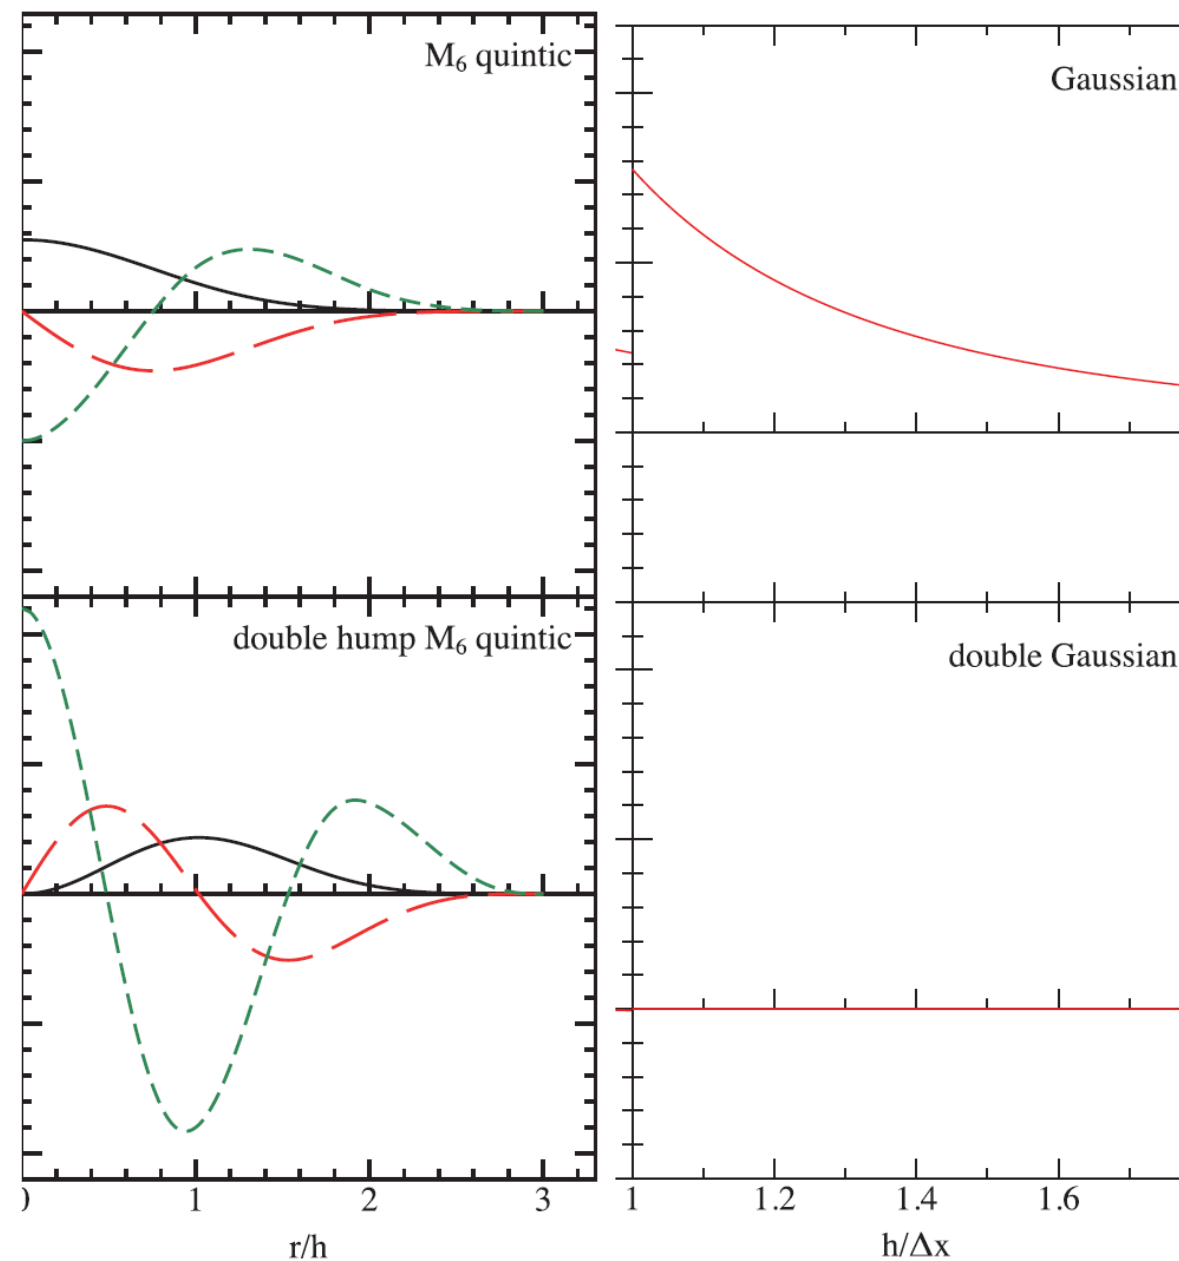 M₆ quintic
Gaussian
double hump M₆ quintic
double Gaussian
1 2 3
1 1.2 1.4 1.6
r/h
h/Δx